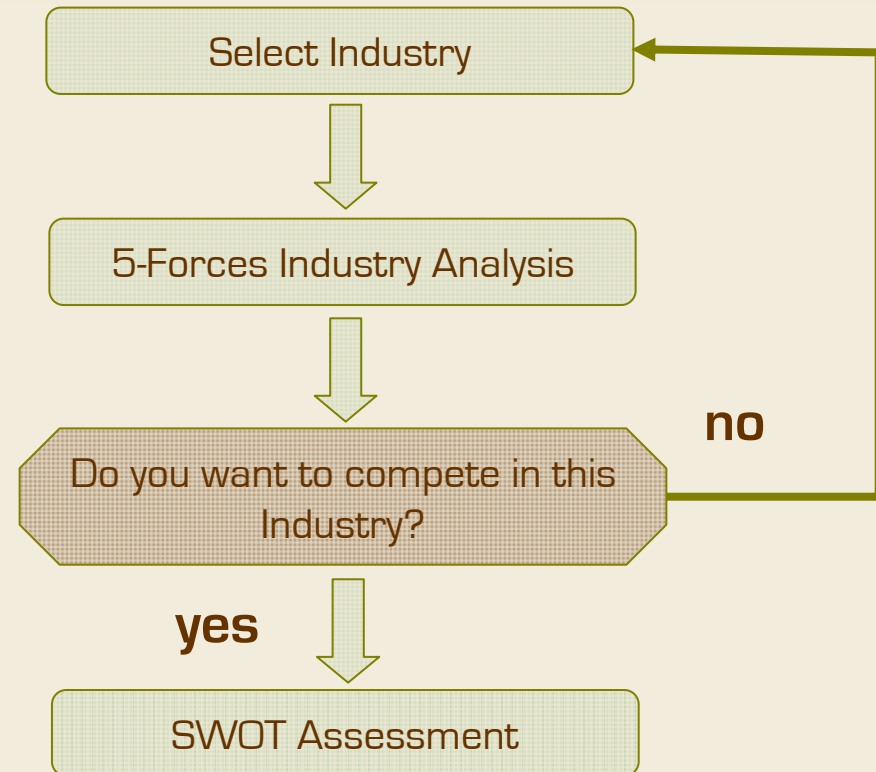 Select Industry
5-Forces Industry Analysis
no
Do you want to compete in this
Industry?
yes
SWOT Assessment